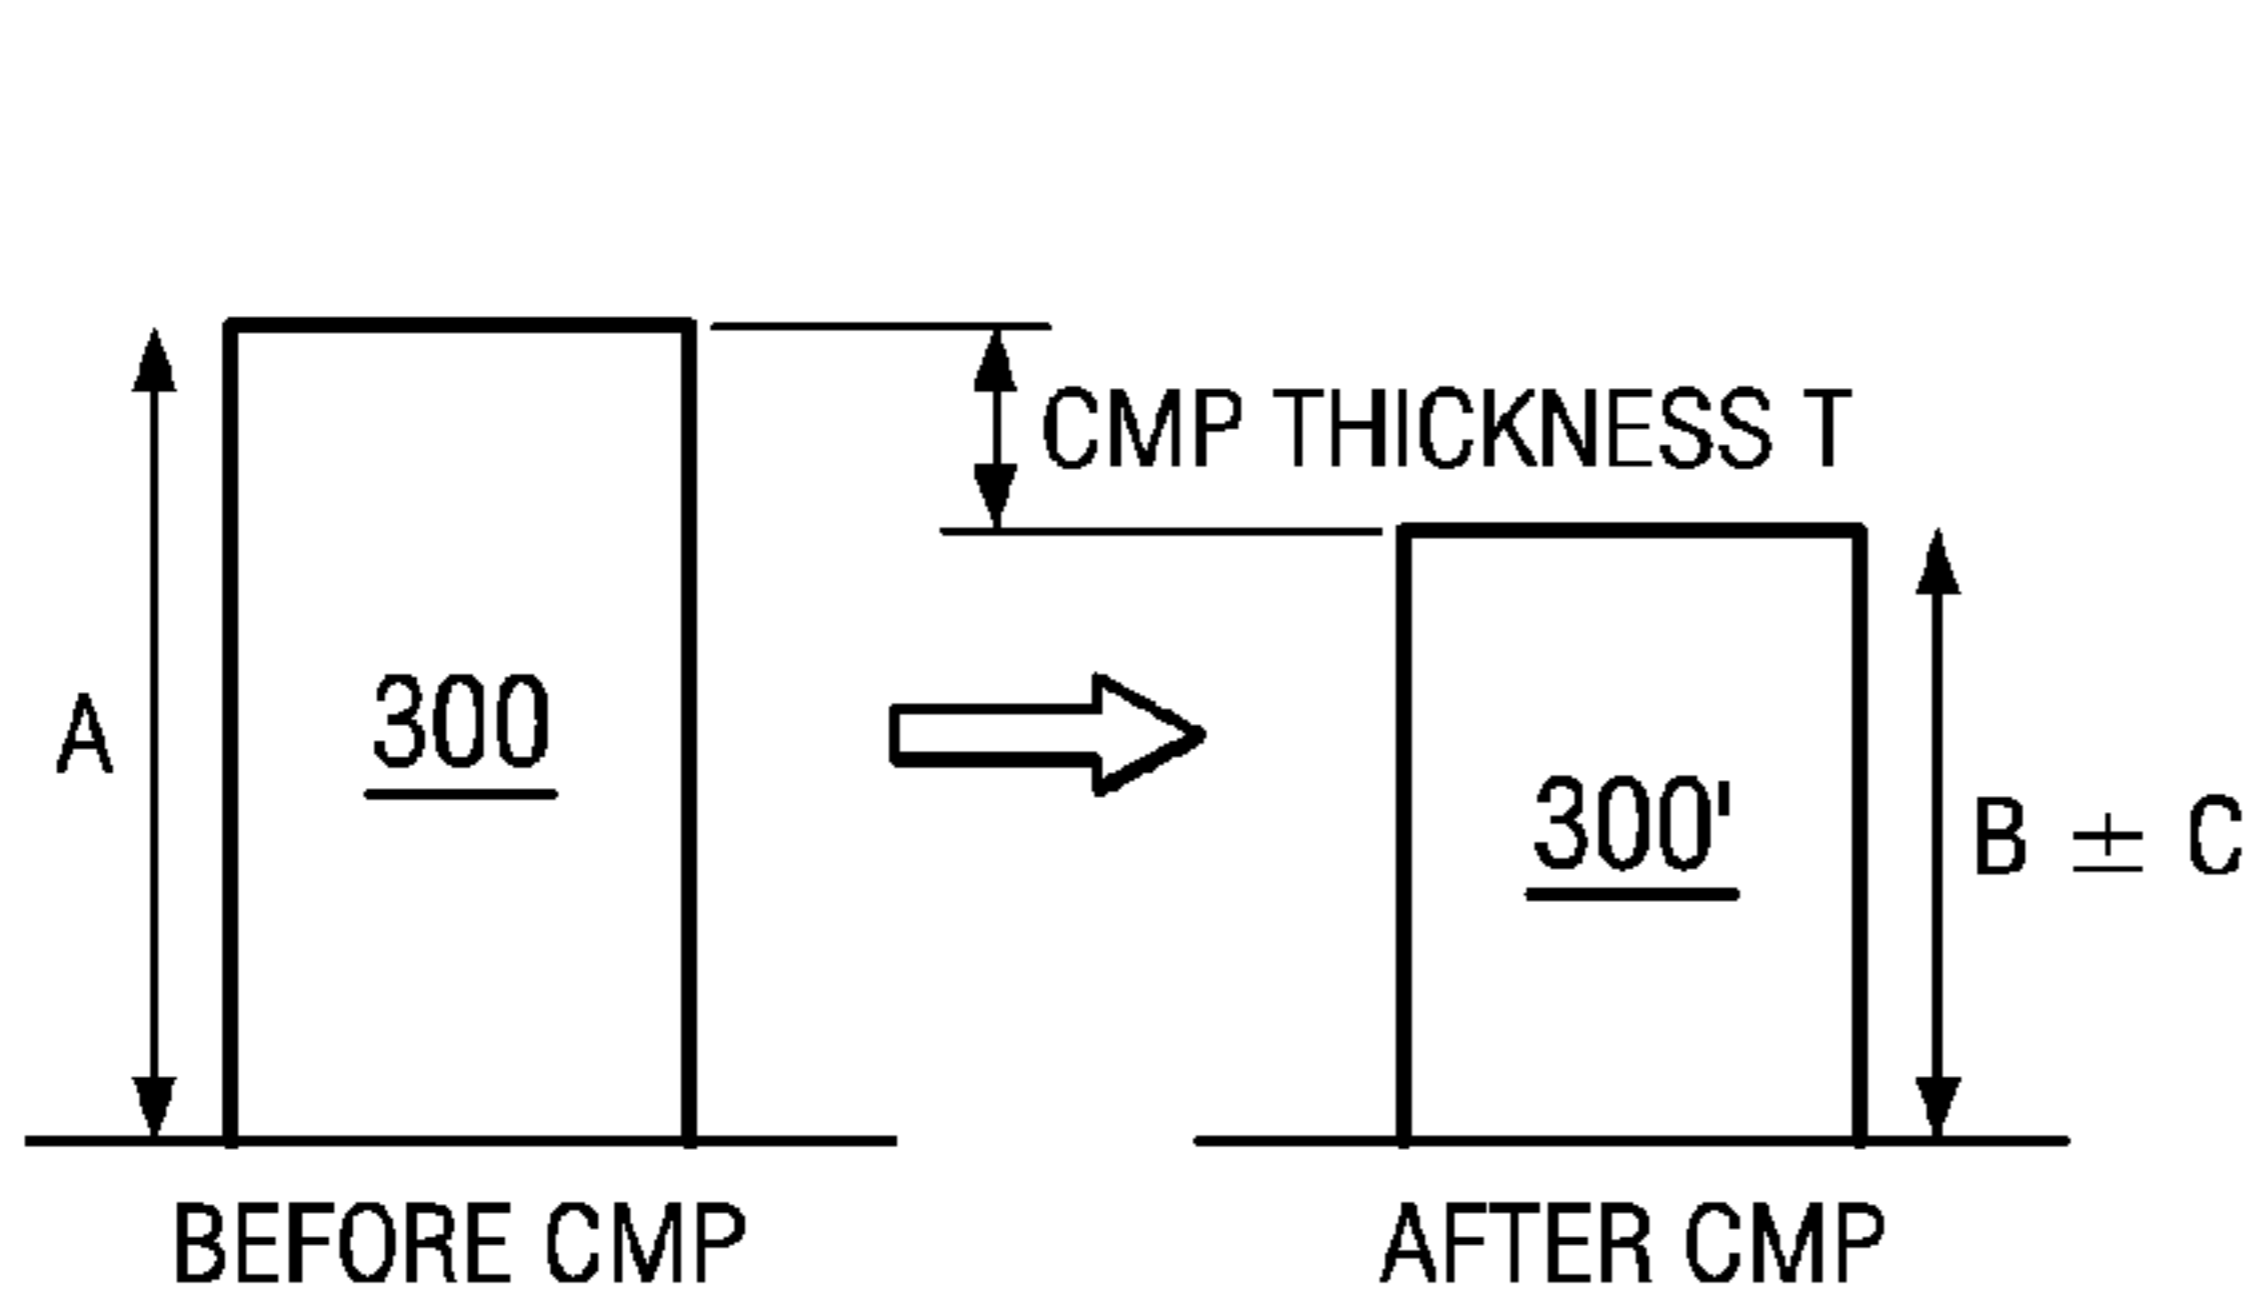 CMP THICKNESS T
A
300
300'
B ± C
BEFORE CMP
AFTER CMP